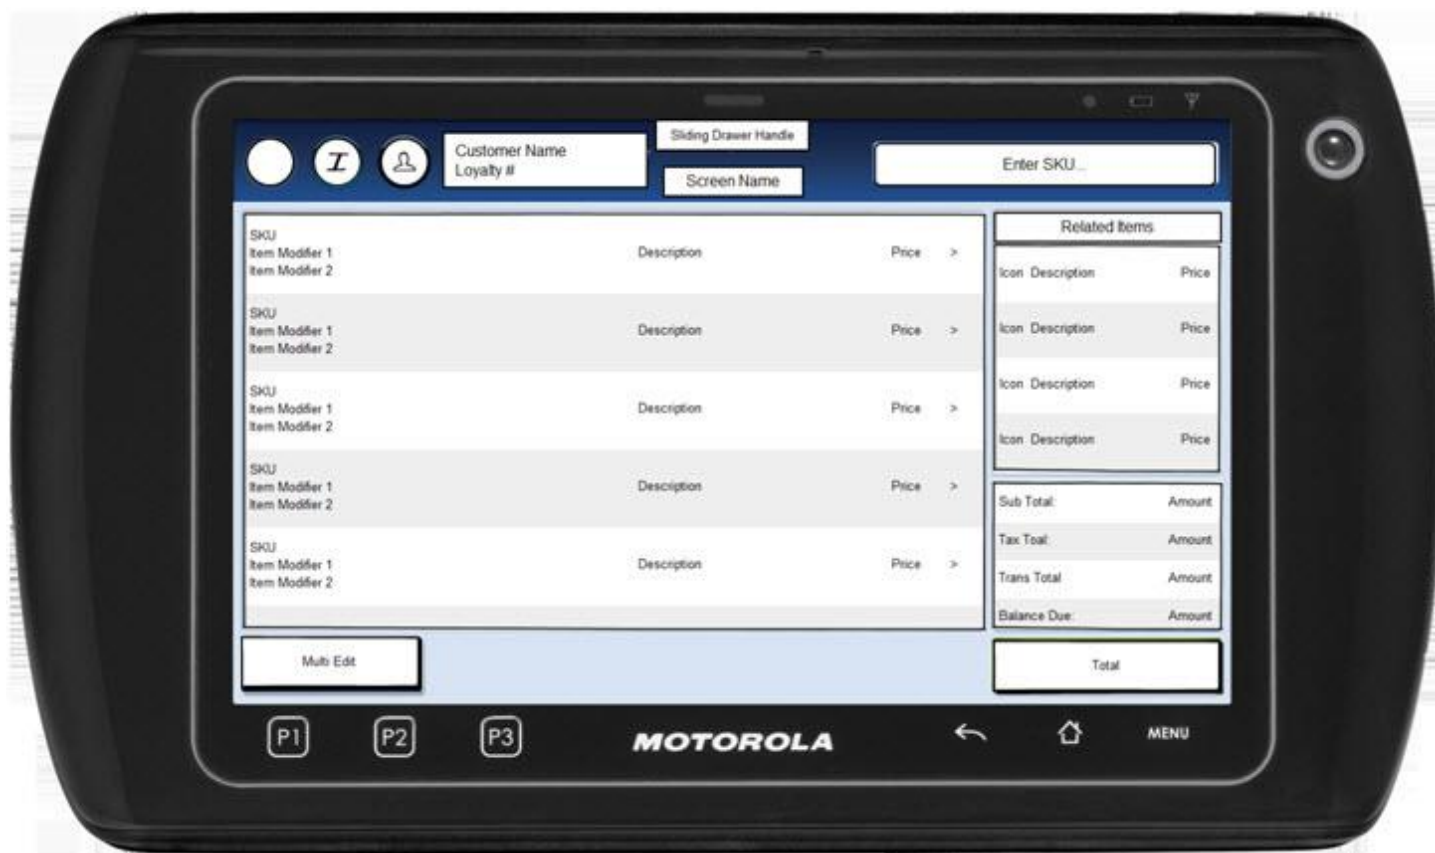 Sliding Drawer Handle
Customer Name
Loyalty #
Screen Name
Enter SKU...
SKU
Item Modifier 1
Item Modifier 2
Description
Price >
SKU
Item Modifier 1
Item Modifier 2
Description
Price >
SKU
Item Modifier 1
Item Modifier 2
Description
Price >
SKU
Item Modifier 1
Item Modifier 2
Description
Price >
SKU
Item Modifier 1
Item Modifier 2
Description
Price >
Related Items
Icon Description Price
Icon Description Price
Icon Description Price
Icon Description Price
Sub Total: Amount
Tax Toal: Amount
Trans Total Amount
Balance Due: Amount
Multi Edit
Total
P1 P2 P3 MOTOROLA MENU